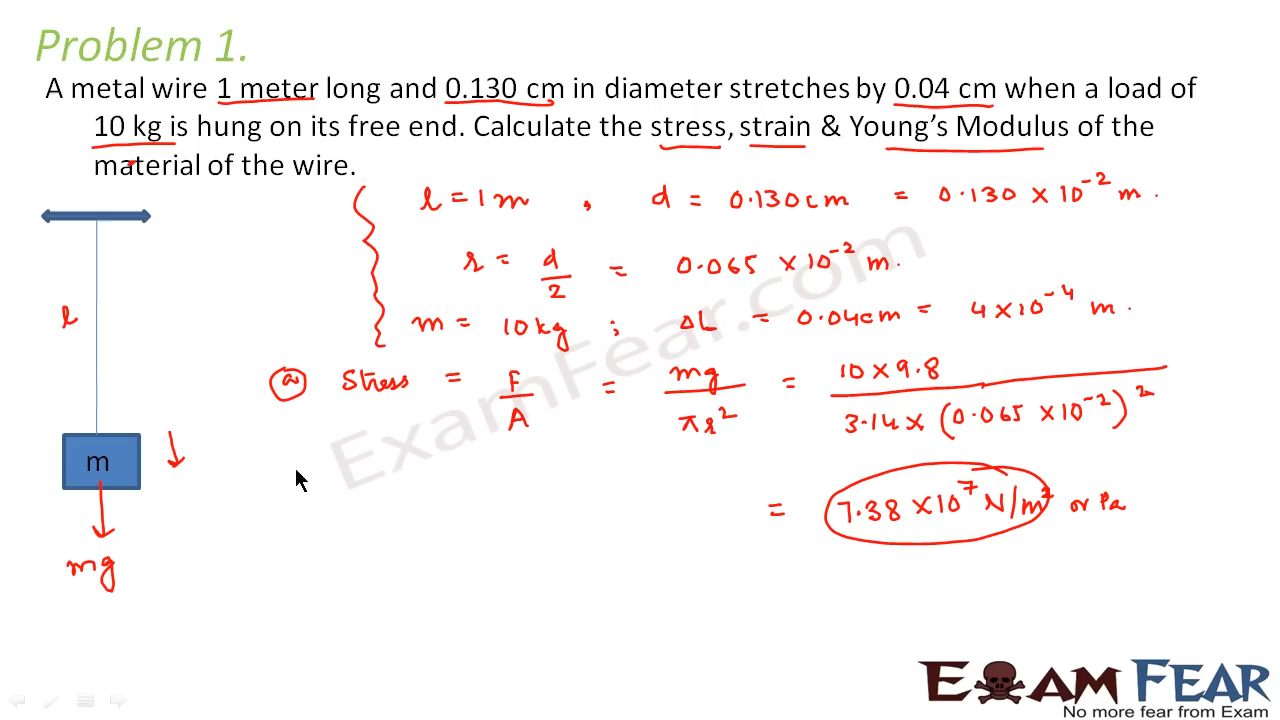 Problem 1.
A metal wire 1 meter long and 0.130 cm in diameter stretches by 0.04 cm when a load of
10 kg is hung on its free end. Calculate the stress, strain & Young's Modulus of the
material of the wire.
l = 1m , d = 0.130cm = 0.130 × 10⁻² m.
r = d/2 = 0.065 × 10⁻² m.
l
m = 10kg ; ΔL = 0.04cm = 4 × 10⁻⁴ m.
(a) Stress = F/A = mg/πr² = 10 × 9.8 / 3.14 × (0.065 × 10⁻²)²
m
= 7.38 × 10⁷ N/m² or Pa
mg
ExamFear.com
EXAM FEAR
No more fear from Exam